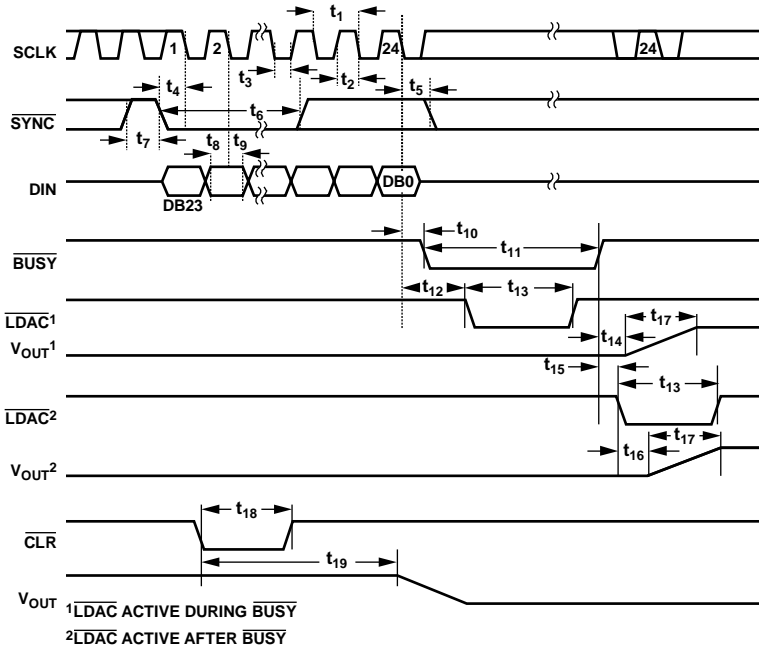 t1
SCLK 1 2 24 24
t3 t2
t4 t5
t6
SYNC
t7 t8 t9
DIN
DB23 DB0
t10
t11
BUSY
t12 t13
LDAC1
t14 t17
VOUT1
t15 t13
LDAC2
t16 t17
VOUT2
t18
CLR
t19
VOUT
1LDAC ACTIVE DURING BUSY
2LDAC ACTIVE AFTER BUSY